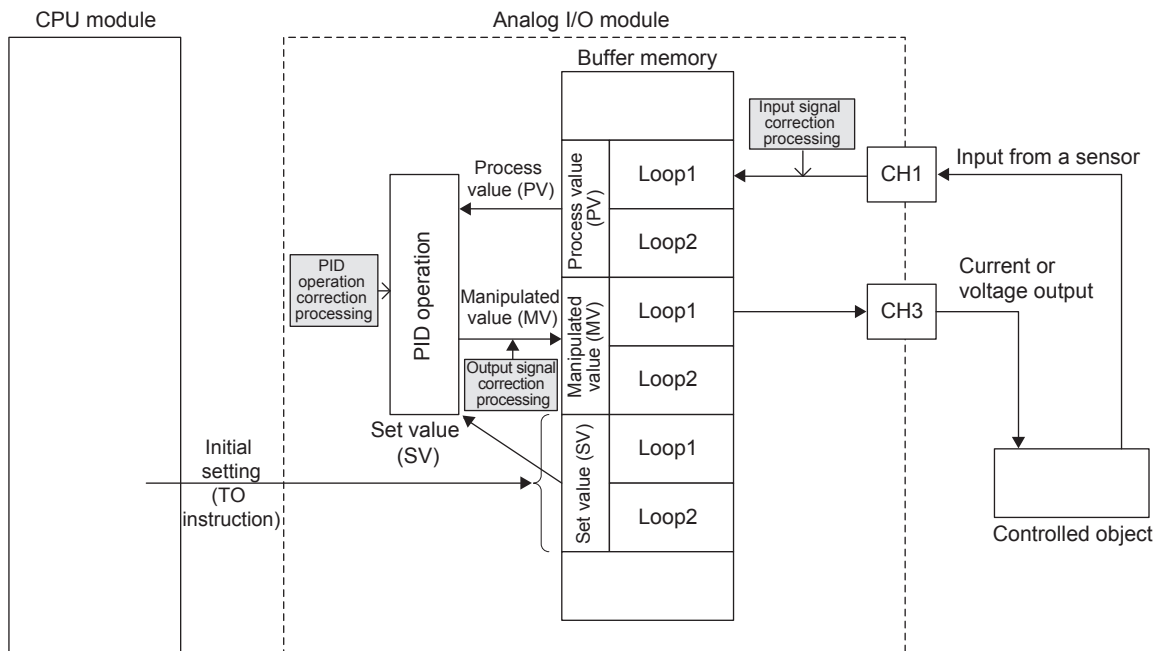 CPU module
Analog I/O module
Buffer memory
Input signal
correction
processing
Process
value (PV)
Process value
(PV)
Loop1
Loop2
CH1
Input from a sensor
PID
operation
correction
processing
PID operation
Manipulated
value (MV)
Output signal
correction
processing
Manipulated
value (MV)
Loop1
Loop2
CH3
Current or
voltage output
Set value
(SV)
Initial
setting
(TO
instruction)
Set value (SV)
Loop1
Loop2
Controlled object